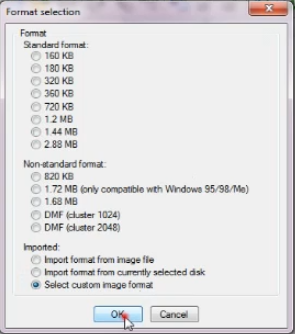 Format selection
Format
Standard format:
160 KB
180 KB
320 KB
360 KB
720 KB
1.2 MB
1.44 MB
2.88 MB
Non-standard format:
820 KB
1.72 MB (only compatible with Windows 95/98/Me)
1.68 MB
DMF (cluster 1024)
DMF (cluster 2048)
Imported:
Import format from image file
Import format from currently selected disk
Select custom image format
OK
Cancel